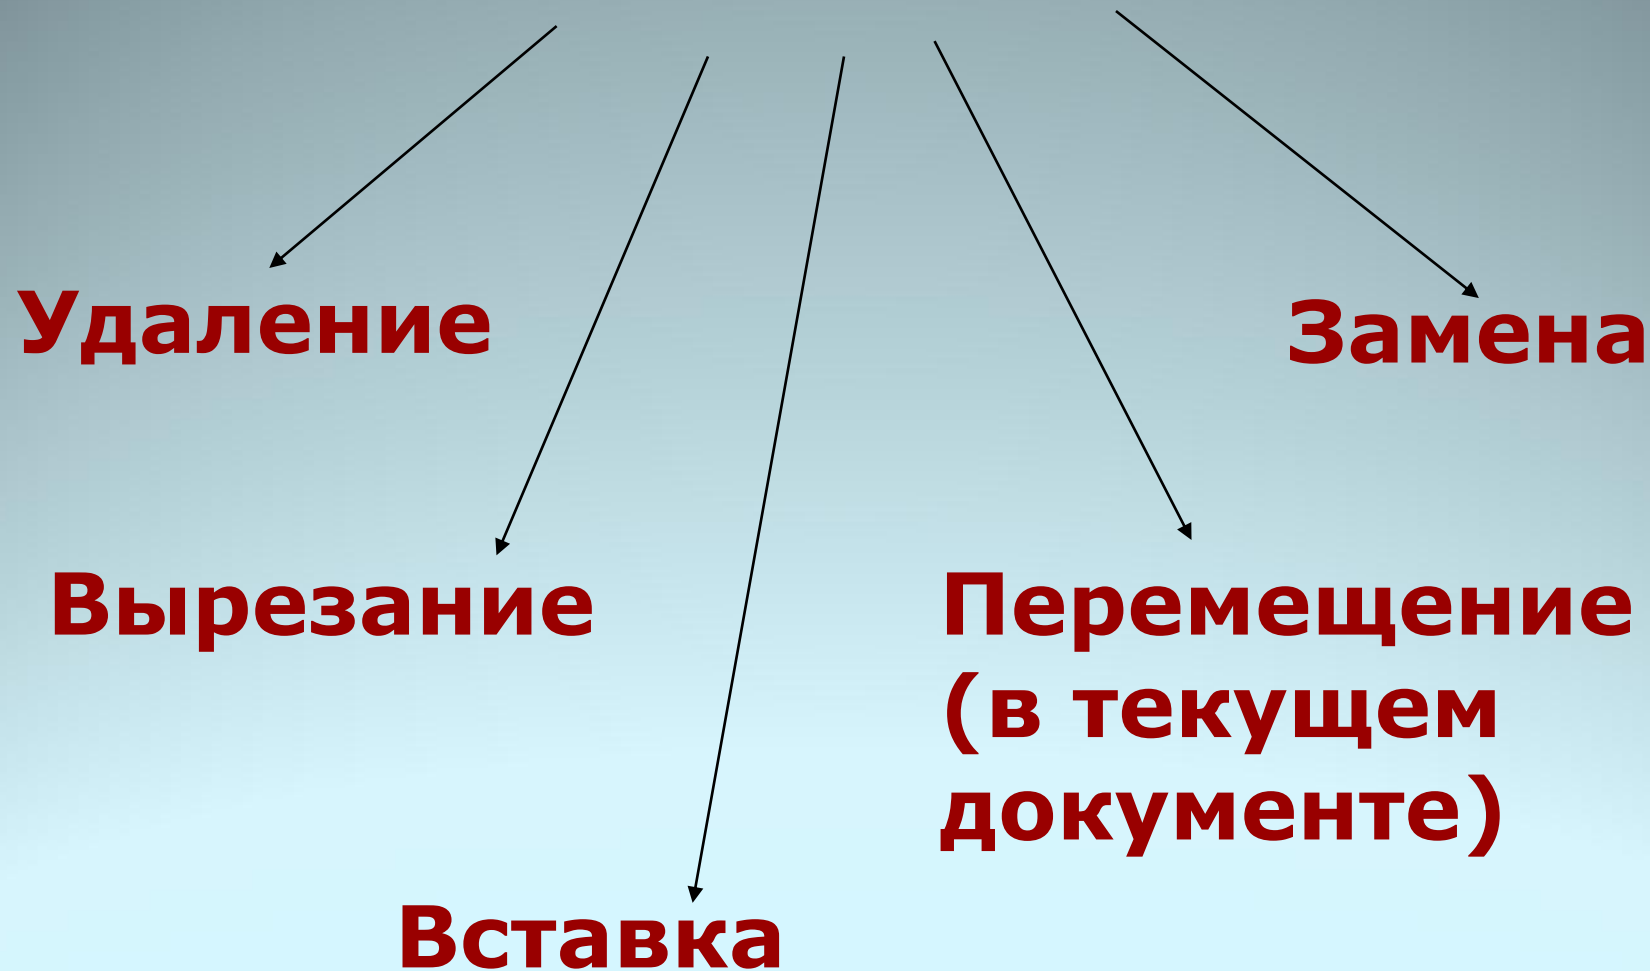 Удаление
Замена
Вырезание
Перемещение
(в текущем
документе)
Вставка